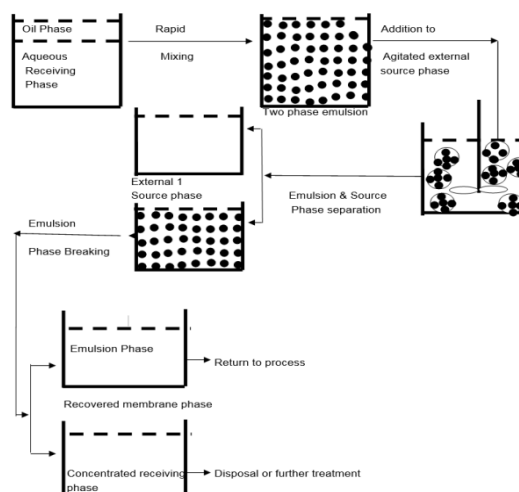 Oil Phase
Aqueous
Receiving
Phase
Rapid
Mixing
Two phase emulsion
Addition to
Agitated external
source phase
External 1
Source phase
Emulsion & Source
Phase separation
Emulsion
Phase Breaking
Emulsion Phase
Return to process
Recovered membrane phase
Concentrated receiving
phase
Disposal or further treatment